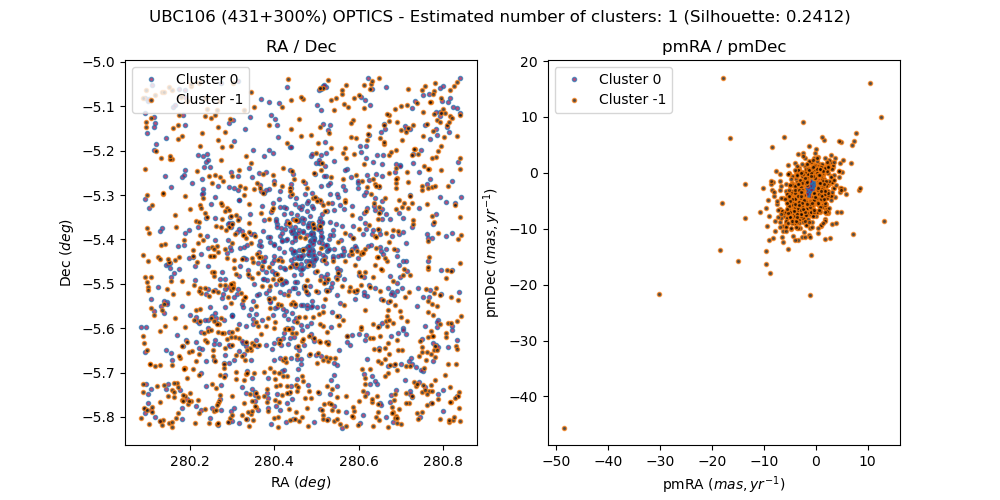 UBC106 (431+300%) OPTICS - Estimated number of clusters: 1 (Silhouette: 0.2412)
RA / Dec
Cluster 0
Cluster -1
−5.0
−5.1
−5.2
−5.3
−5.4
−5.5
−5.6
−5.7
−5.8
Dec (deg)
280.2
280.4
280.6
280.8
RA (deg)
pmRA / pmDec
Cluster 0
Cluster -1
20
10
0
−10
−20
−30
−40
pmDec (mas, yr⁻¹)
−50
−40
−30
−20
−10
0
10
pmRA (mas, yr⁻¹)